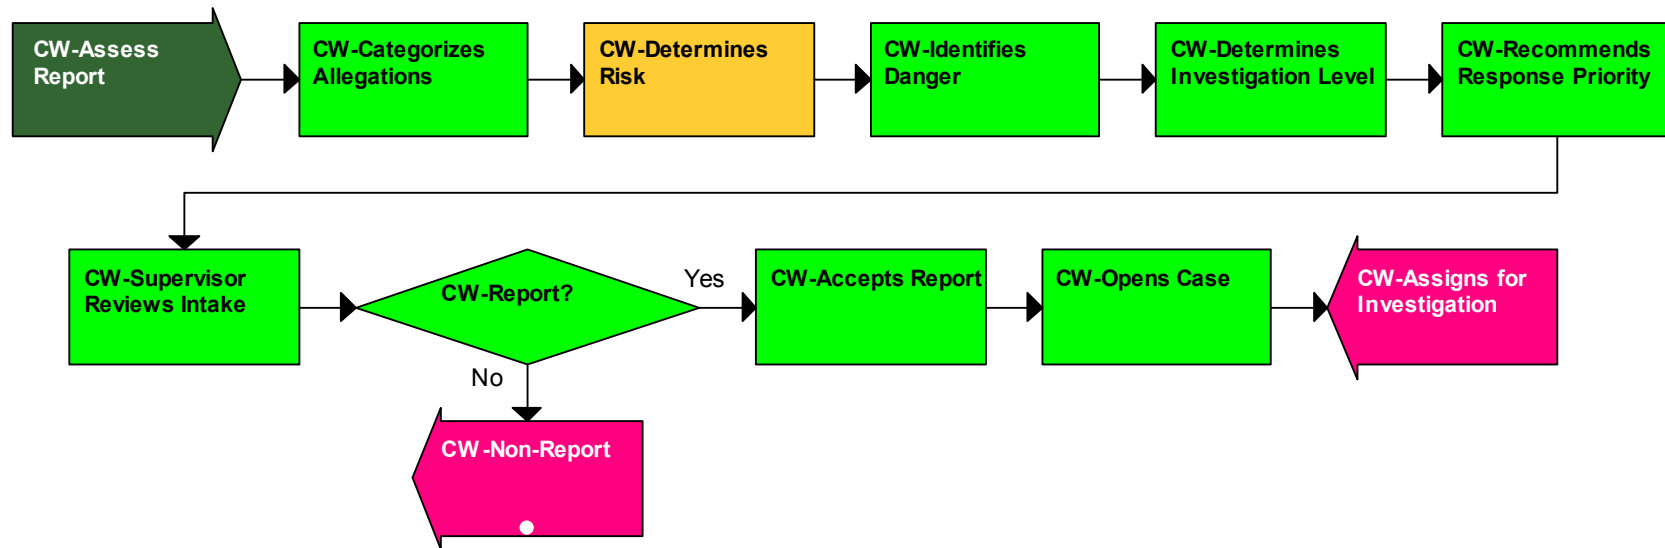 CW-Assess
Report
CW-Categorizes
Allegations
CW-Determines
Risk
CW-Identifies
Danger
CW-Determines
Investigation Level
CW-Recommends
Response Priority
CW-Supervisor
Reviews Intake
CW-Report?
Yes
No
CW-Accepts Report
CW-Opens Case
CW-Assigns for
Investigation
CW-Non-Report